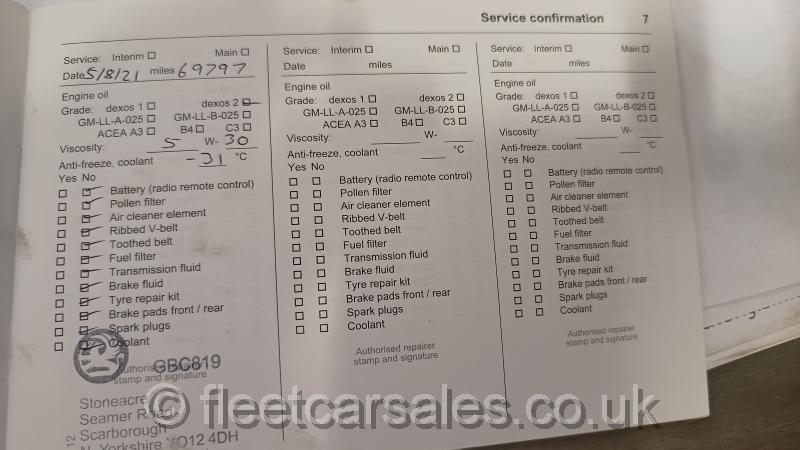 Service confirmation 7
Service: Interim ☐ Main ☐
Date 5/8/21 miles 69797
Engine oil
Grade: dexos 1 ☐ dexos 2 ☑
GM-LL-A-025 ☐ GM-LL-B-025 ☐
ACEA A3 ☐ B4 ☐ C3 ☐
Viscosity: 5 W- 30
Anti-freeze, coolant -31 °C
Yes No
☐ ☑ Battery (radio remote control)
☐ ☑ Pollen filter
☐ ☑ Air cleaner element
☐ ☑ Ribbed V-belt
☐ ☑ Toothed belt
☐ ☑ Fuel filter
☐ ☑ Transmission fluid
☐ ☑ Brake fluid
☐ ☑ Tyre repair kit
☐ ☑ Brake pads front / rear
☐ ☑ Spark plugs
☐ ☑ Coolant
Authorised repairer
GBG819
stamp and signature
Stoneacre
Seamer Road
Scarborough
N. Yorkshire YO12 4DH
12
Service: Interim ☐ Main ☐
Date miles
Engine oil
Grade: dexos 1 ☐ dexos 2 ☐
GM-LL-A-025 ☐ GM-LL-B-025 ☐
ACEA A3 ☐ B4 ☐ C3 ☐
Viscosity: W-
Anti-freeze, coolant °C
Yes No
☐ ☐ Battery (radio remote control)
☐ ☐ Pollen filter
☐ ☐ Air cleaner element
☐ ☐ Ribbed V-belt
☐ ☐ Toothed belt
☐ ☐ Fuel filter
☐ ☐ Transmission fluid
☐ ☐ Brake fluid
☐ ☐ Tyre repair kit
☐ ☐ Brake pads front / rear
☐ ☐ Spark plugs
☐ ☐ Coolant
Authorised repairer
stamp and signature
Service: Interim ☐ Main ☐
Date miles
Engine oil
Grade: dexos 1 ☐ dexos 2 ☐
GM-LL-A-025 ☐ GM-LL-B-025 ☐
ACEA A3 ☐ B4 ☐ C3 ☐
Viscosity: W-
Anti-freeze, coolant °C
Yes No
☐ ☐ Battery (radio remote control)
☐ ☐ Pollen filter
☐ ☐ Air cleaner element
☐ ☐ Ribbed V-belt
☐ ☐ Toothed belt
☐ ☐ Fuel filter
☐ ☐ Transmission fluid
☐ ☐ Brake fluid
☐ ☐ Tyre repair kit
☐ ☐ Brake pads front / rear
☐ ☐ Spark plugs
☐ ☐ Coolant
Authorised repairer
stamp and signature
© fleetcarsales.co.uk